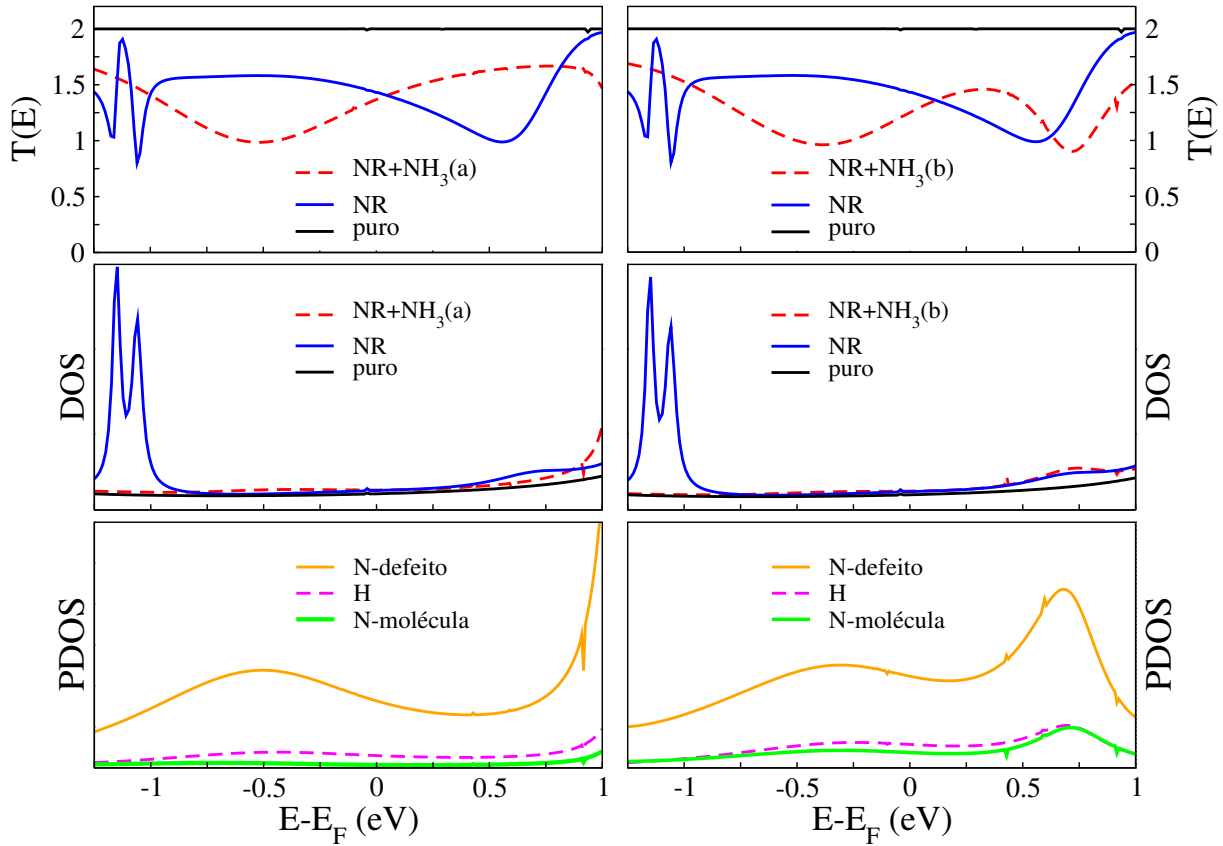 2
1.5
1
0.5
0
T(E)
NR+NH3(a)
NR
puro
2
1.5
1
0.5
0
T(E)
NR+NH3(b)
NR
puro
DOS
NR+NH3(a)
NR
puro
DOS
NR+NH3(b)
NR
puro
PDOS
N-defeito
H
N-molécula
-1 -0.5 0 0.5 1
E-EF (eV)
PDOS
N-defeito
H
N-molécula
-1 -0.5 0 0.5 1
E-EF (eV)